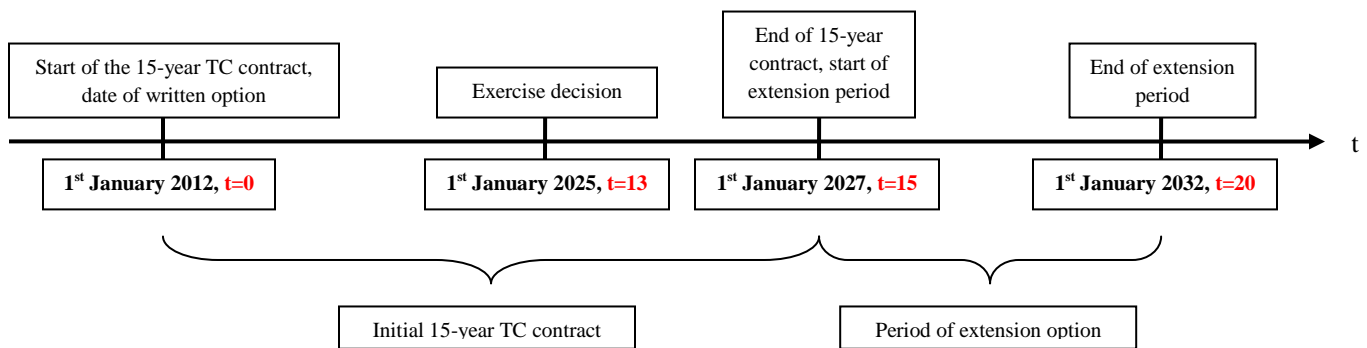 Start of the 15-year TC contract,
date of written option
Exercise decision
End of 15-year
contract, start of
extension period
End of extension
period
t
1st January 2012, t=0
1st January 2025, t=13
1st January 2027, t=15
1st January 2032, t=20
Initial 15-year TC contract
Period of extension option